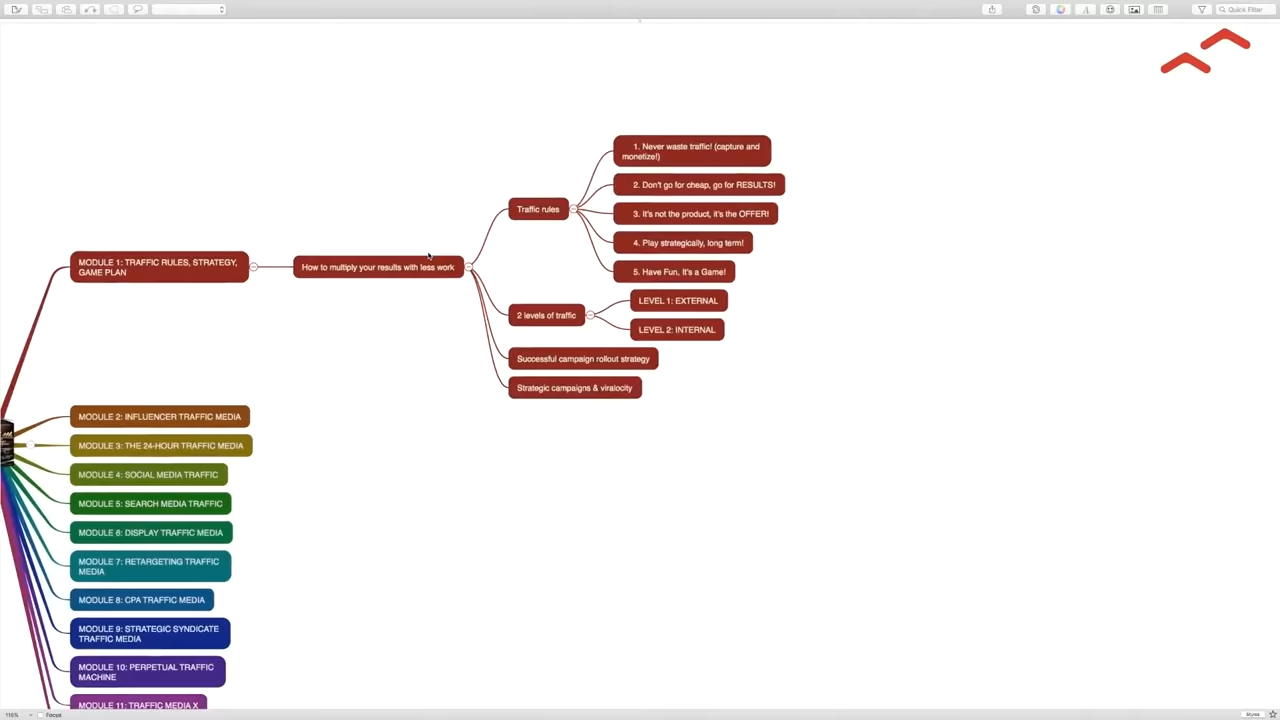 Quick Filter
1. Never waste traffic! (capture and
monetize!)
2. Don't go for cheap, go for RESULTS!
Traffic rules
3. It's not the product, it's the OFFER!
4. Play strategically, long term!
MODULE 1: TRAFFIC RULES, STRATEGY,
GAME PLAN
How to multiply your results with less work
5. Have Fun, It's a Game!
2 levels of traffic
LEVEL 1: EXTERNAL
LEVEL 2: INTERNAL
Successful campaign rollout strategy
Strategic campaigns & viralocity
MODULE 2: INFLUENCER TRAFFIC MEDIA
MODULE 3: THE 24-HOUR TRAFFIC MEDIA
MODULE 4: SOCIAL MEDIA TRAFFIC
MODULE 5: SEARCH MEDIA TRAFFIC
MODULE 6: DISPLAY TRAFFIC MEDIA
MODULE 7: RETARGETING TRAFFIC
MEDIA
MODULE 8: CPA TRAFFIC MEDIA
MODULE 9: STRATEGIC SYNDICATE
TRAFFIC MEDIA
MODULE 10: PERPETUAL TRAFFIC
MACHINE
MODULE 11: TRAFFIC MEDIA X
116%
Focus
Styles